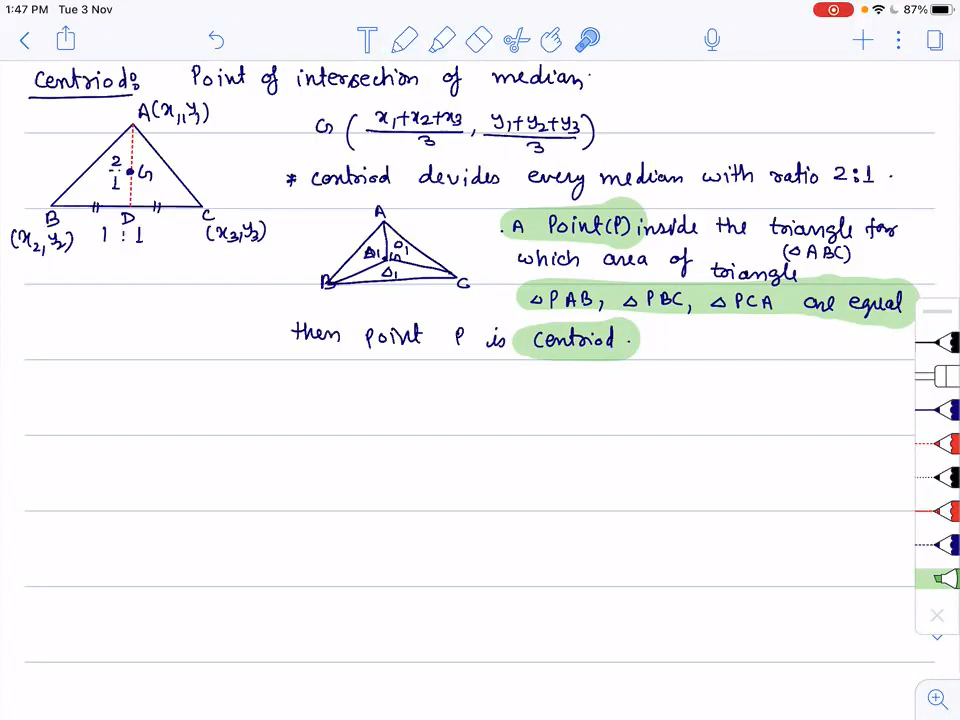 1:47 PM Tue 3 Nov
87%
Centriod: Point of intersection of median.
A(x1, y1)
G ( x1+x2+x3 / 3 , y1+y2+y3 / 3 )
2
1
G
* Centriod devides every median with ratio 2:1.
B D C
(x2, y2) 1 : 1 (x3, y3)
A
. A Point(P) inside the triangle for
which area of triangle (△ABC)
△1 △1
G
△1
B C
△PAB, △PBC, △PCA are equal
then point P is Centriod.